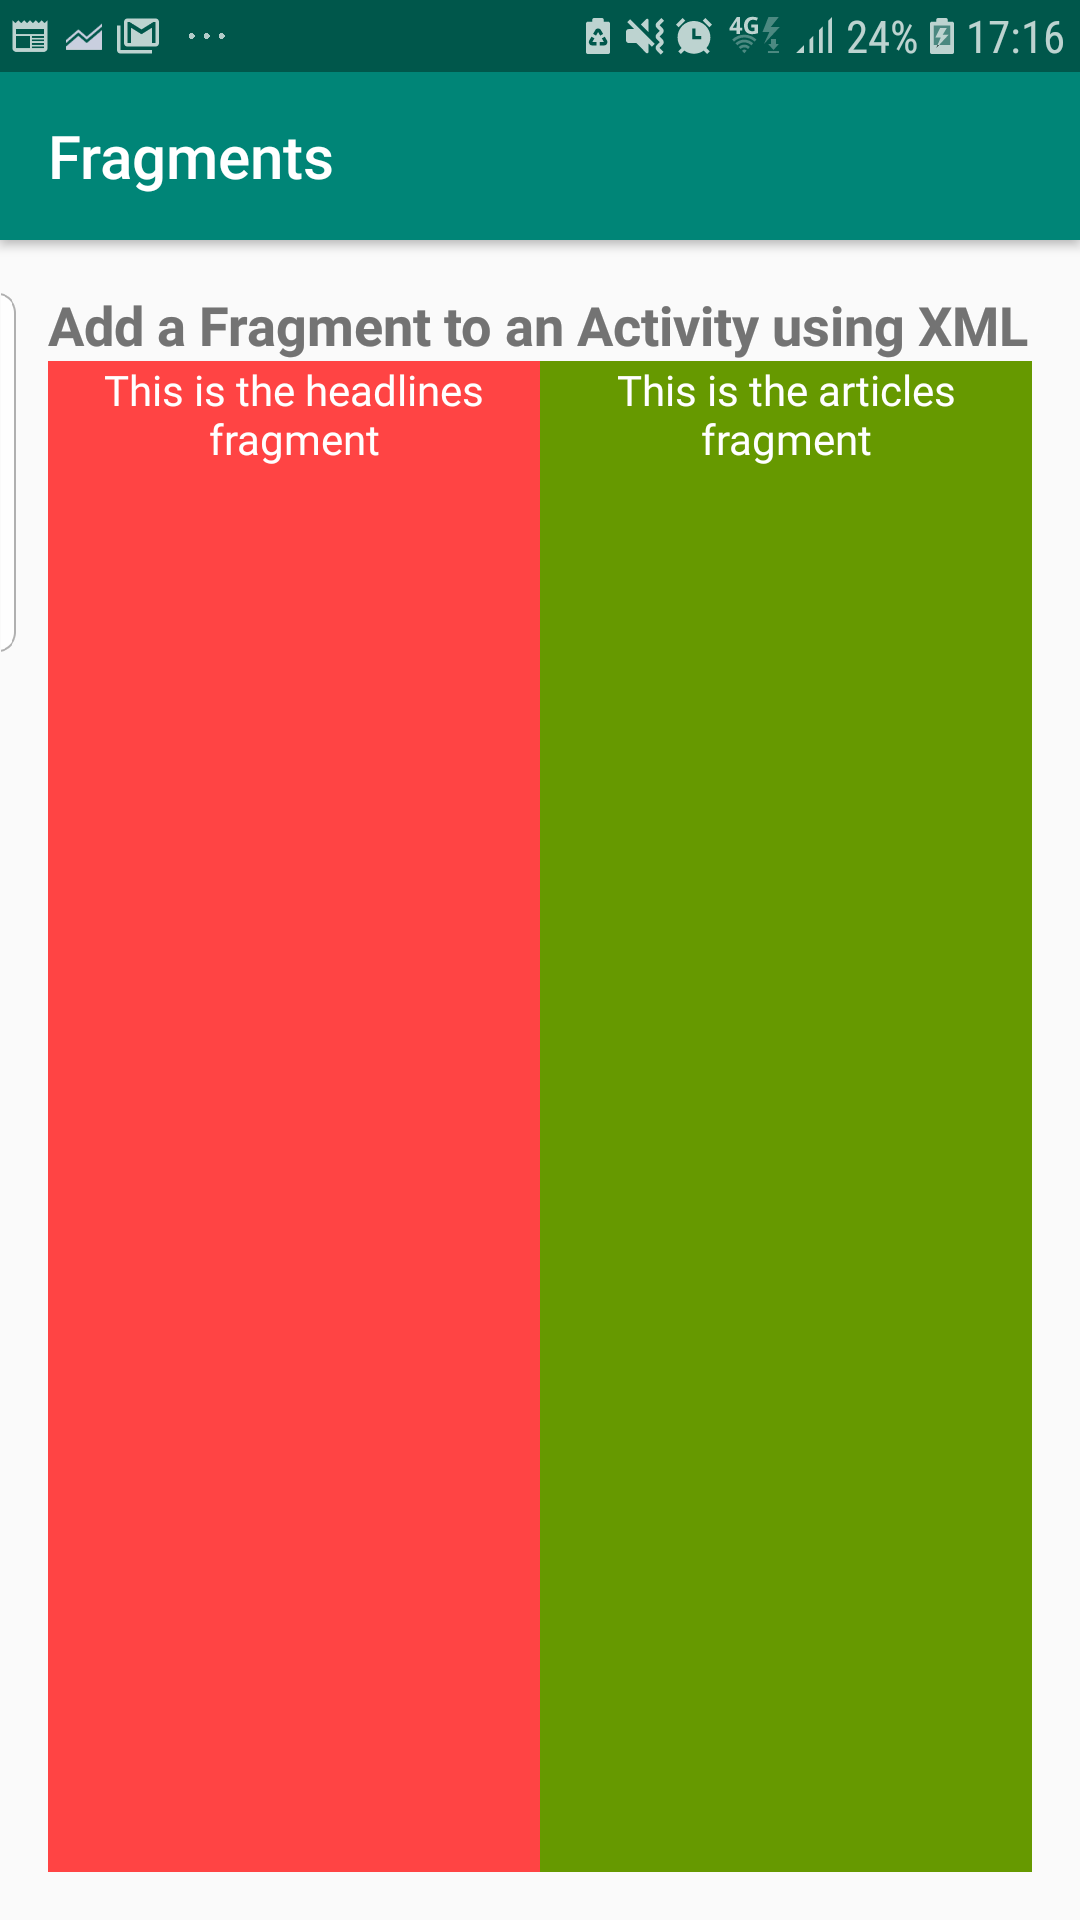 4G 24% 17:16
Fragments
Add a Fragment to an Activity using XML
This is the headlines
fragment
This is the articles
fragment